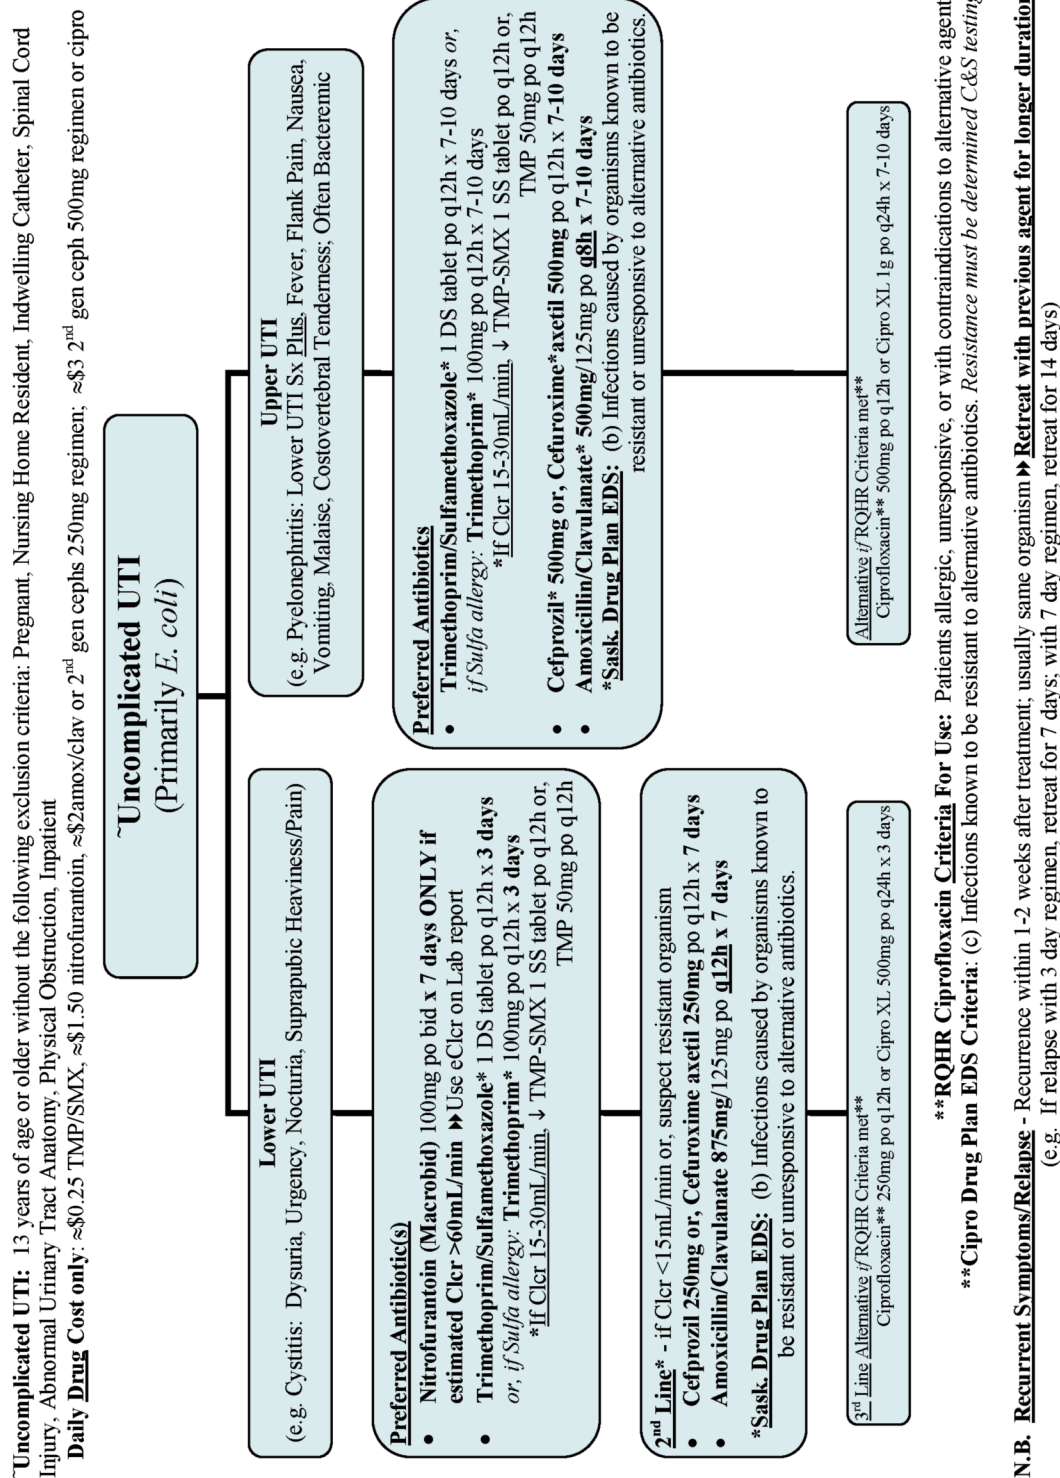 ~Uncomplicated UTI: 13 years of age or older without the following exclusion criteria: Pregnant, Nursing Home Resident, Indwelling Catheter, Spinal Cord
Injury, Abnormal Urinary Tract Anatomy, Physical Obstruction, Inpatient
Daily Drug Cost only: ≈$0.25 TMP/SMX, ≈$1.50 nitrofurantoin, ≈$2amox/clav or 2nd gen cephs 250mg regimen; ≈$3 2nd gen ceph 500mg regimen or cipro
~Uncomplicated UTI
(Primarily E. coli)
Lower UTI
(e.g. Cystitis: Dysuria, Urgency, Nocturia, Suprapubic Heaviness/Pain)
Preferred Antibiotic(s)
• Nitrofurantoin (Macrobid) 100mg po bid x 7 days ONLY if
estimated Clcr >60mL/min ▸▸Use eClcr on Lab report
• Trimethoprim/Sulfamethoxazole* 1 DS tablet po q12h x 3 days
or, if Sulfa allergy: Trimethoprim* 100mg po q12h x 3 days
*If Clcr 15-30mL/min, ↓ TMP-SMX 1 SS tablet po q12h or,
TMP 50mg po q12h
2nd Line* - if Clcr <15mL/min or, suspect resistant organism
• Cefprozil 250mg or, Cefuroxime axetil 250mg po q12h x 7 days
• Amoxicillin/Clavulanate 875mg/125mg po q12h x 7 days
*Sask. Drug Plan EDS: (b) Infections caused by organisms known to
be resistant or unresponsive to alternative antibiotics.
3rd Line Alternative if RQHR Criteria met**
Ciprofloxacin** 250mg po q12h or Cipro XL 500mg po q24h x 3 days
Upper UTI
(e.g. Pyelonephritis: Lower UTI Sx Plus, Fever, Flank Pain, Nausea,
Vomiting, Malaise, Costovertebral Tenderness; Often Bacteremic
Preferred Antibiotics
• Trimethoprim/Sulfamethoxazole* 1 DS tablet po q12h x 7-10 days or,
if Sulfa allergy: Trimethoprim* 100mg po q12h x 7-10 days
*If Clcr 15-30mL/min, ↓ TMP-SMX 1 SS tablet po q12h or,
TMP 50mg po q12h
• Cefprozil* 500mg or, Cefuroxime*axetil 500mg po q12h x 7-10 days
• Amoxicillin/Clavulanate* 500mg/125mg po q8h x 7-10 days
*Sask. Drug Plan EDS: (b) Infections caused by organisms known to be
resistant or unresponsive to alternative antibiotics.
Alternative if RQHR Criteria met**
Ciprofloxacin** 500mg po q12h or Cipro XL 1g po q24h x 7-10 days
**RQHR Ciprofloxacin Criteria For Use: Patients allergic, unresponsive, or with contraindications to alternative agent
**Cipro Drug Plan EDS Criteria: (c) Infections known to be resistant to alternative antibiotics. Resistance must be determined C&S testing
N.B. Recurrent Symptoms/Relapse - Recurrence within 1-2 weeks after treatment; usually same organism ▸▸Retreat with previous agent for longer duration
(e.g. If relapse with 3 day regimen, retreat for 7 days; with 7 day regimen, retreat for 14 days)